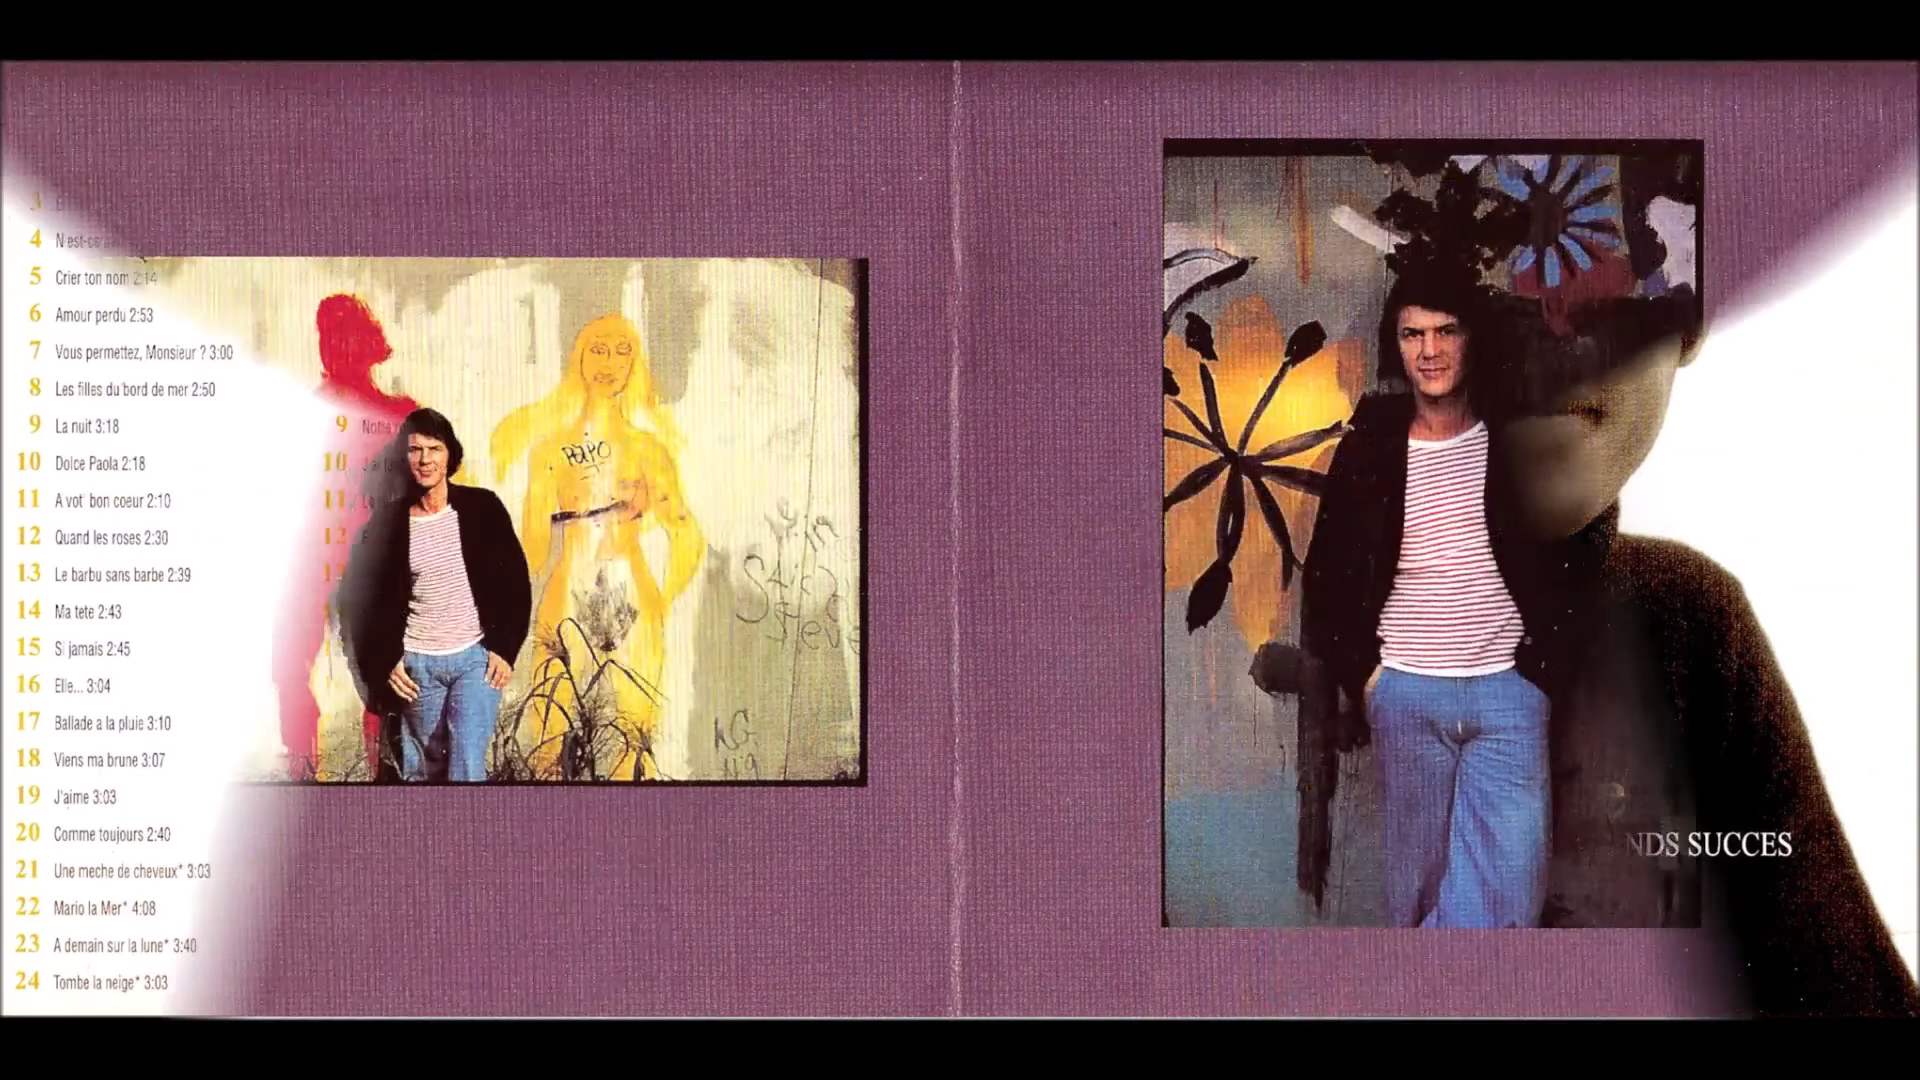 3
4 N'est-ce
5 Crier ton nom 2:14
6 Amour perdu 2:53
7 Vous permettez, Monsieur ? 3:00
8 Les filles du bord de mer 2:50
9 La nuit 3:18
10 Dolce Paola 2:18
11 A vot' bon coeur 2:10
12 Quand les roses 2:30
13 Le barbu sans barbe 2:39
14 Ma tete 2:43
15 Si jamais 2:45
16 Elle... 3:04
17 Ballade a la pluie 3:10
18 Viens ma brune 3:07
19 J'aime 3:03
20 Comme toujours 2:40
21 Une meche de cheveux* 3:03
22 Mario la Mer* 4:08
23 A demain sur la lune* 3:40
24 Tombe la neige* 3:03
9 Notre
10
11
12
PEPO
NDS SUCCES